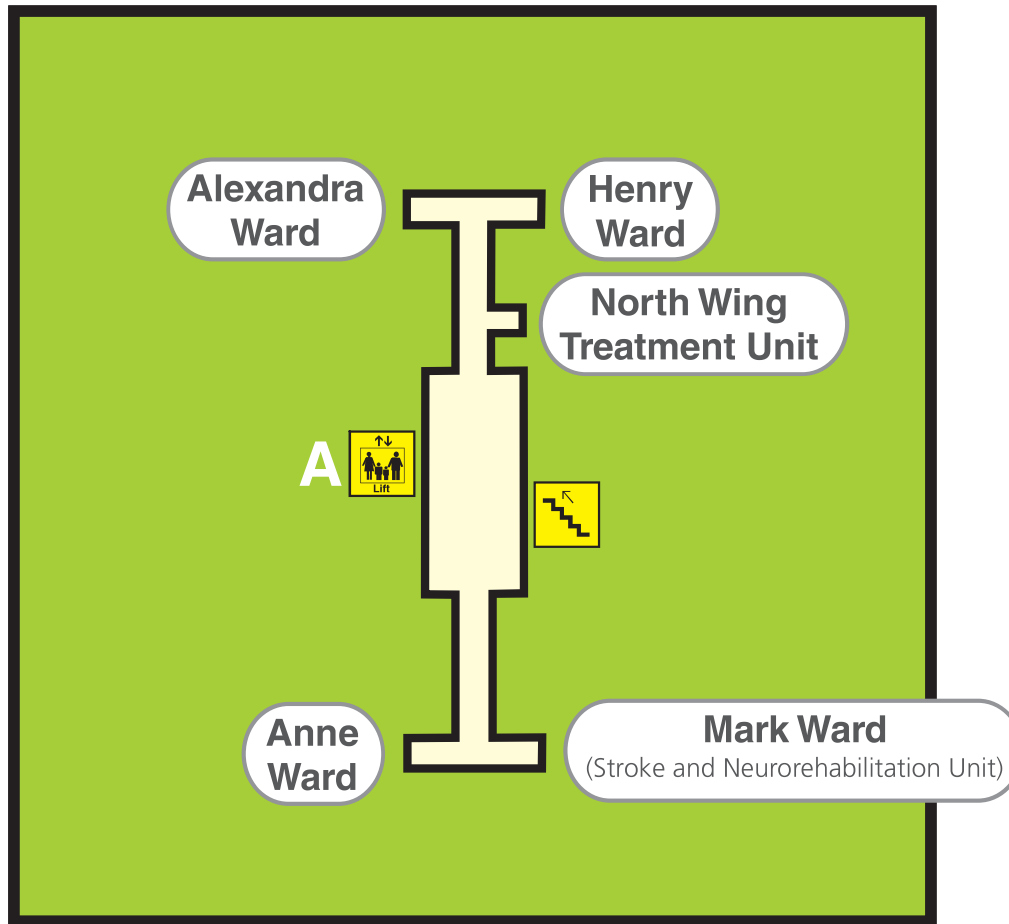 Alexandra
Ward
Henry
Ward
North Wing
Treatment Unit
A
Lift
Anne
Ward
Mark Ward
(Stroke and Neurorehabilitation Unit)